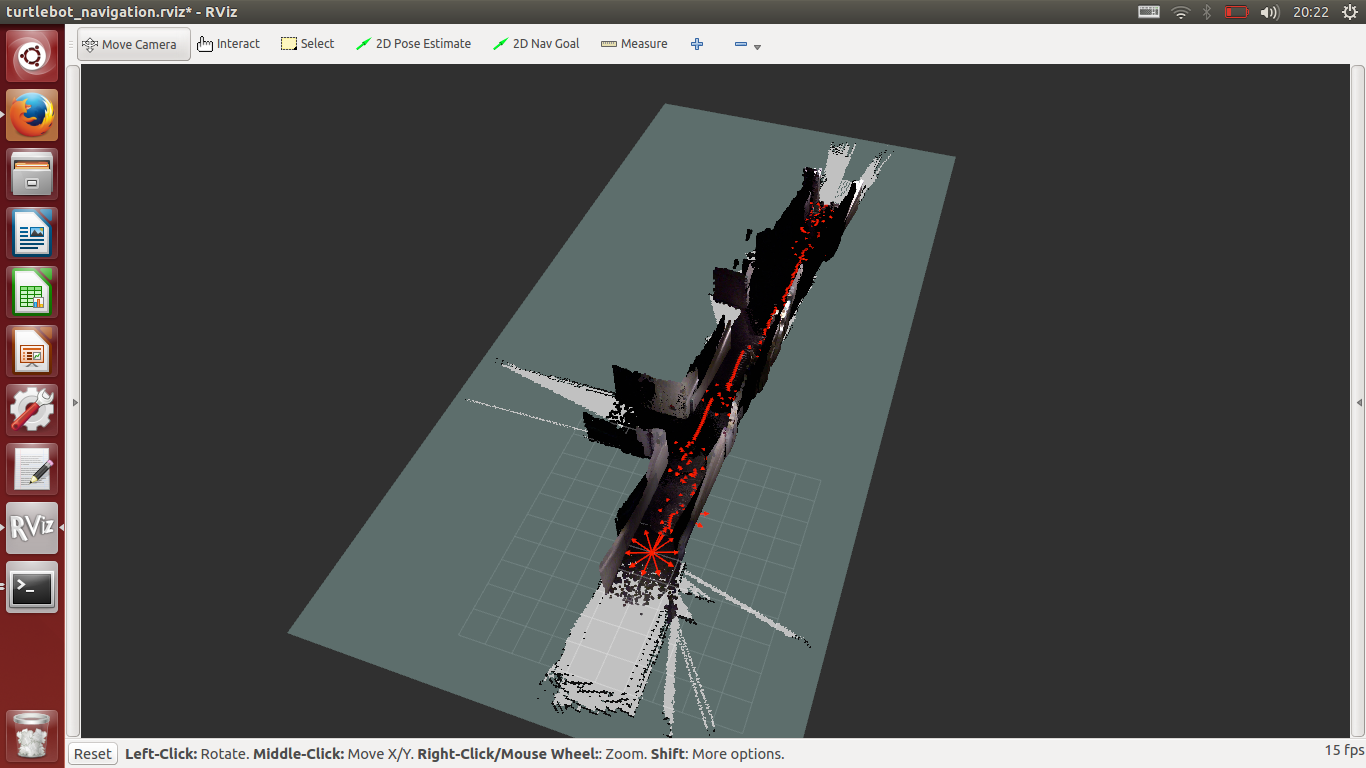 turtlebot_navigation.rviz* - RViz
20:22
Move Camera
Interact
Select
2D Pose Estimate
2D Nav Goal
Measure
RViz
>_
Reset
Left-Click: Rotate. Middle-Click: Move X/Y. Right-Click/Mouse Wheel:: Zoom. Shift: More options.
15 fps